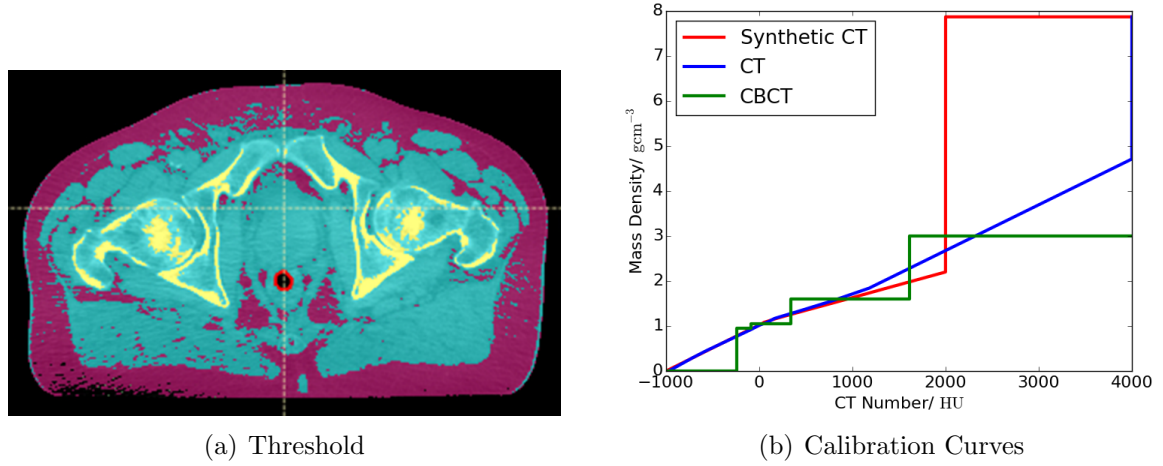 Synthetic CT
CT
CBCT
Mass Density/ gcm⁻³
8
7
6
5
4
3
2
1
0
−1000 0 1000 2000 3000 4000
CT Number/ HU
(a) Threshold
(b) Calibration Curves